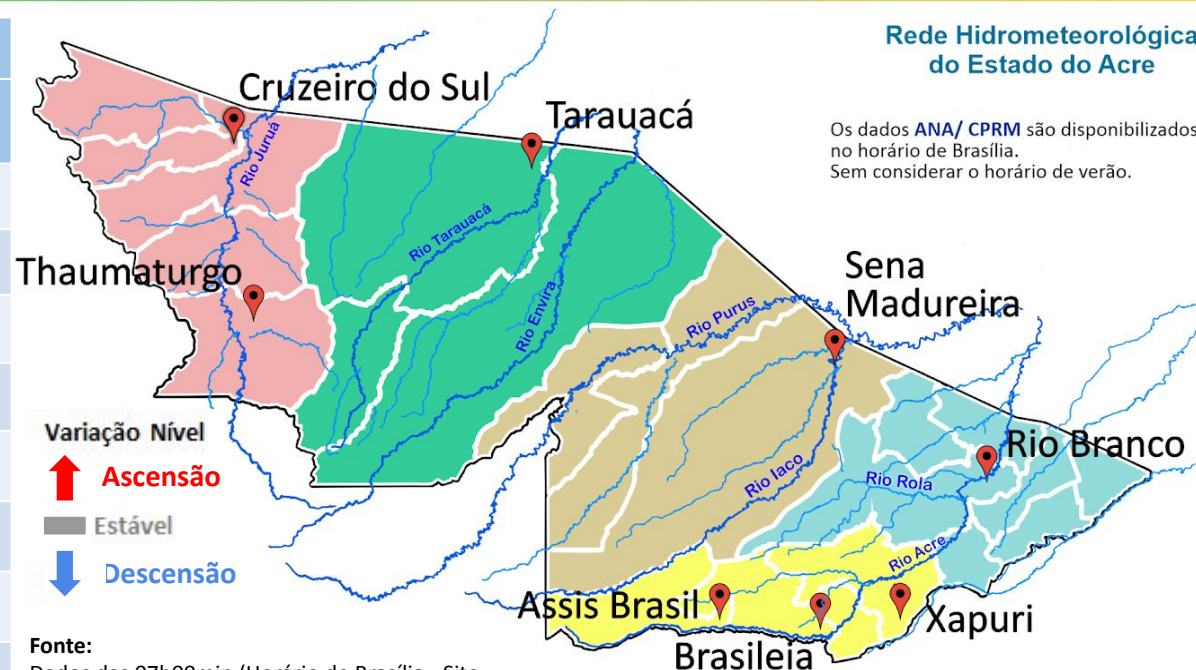 Rede Hidrometeorológica
do Estado do Acre
Os dados ANA/ CPRM são disponibilizados
no horário de Brasília.
Sem considerar o horário de verão.
Cruzeiro do Sul
Tarauacá
Rio Juruá
Rio Tarauacá
Thaumaturgo
Rio Envira
Sena
Madureira
Rio Purus
Variação Nível
Ascensão
Estável
Descensão
Rio Branco
Rio Iaco
Rio Rola
Rio Acre
Assis Brasil
Xapuri
Brasileia
Fonte: